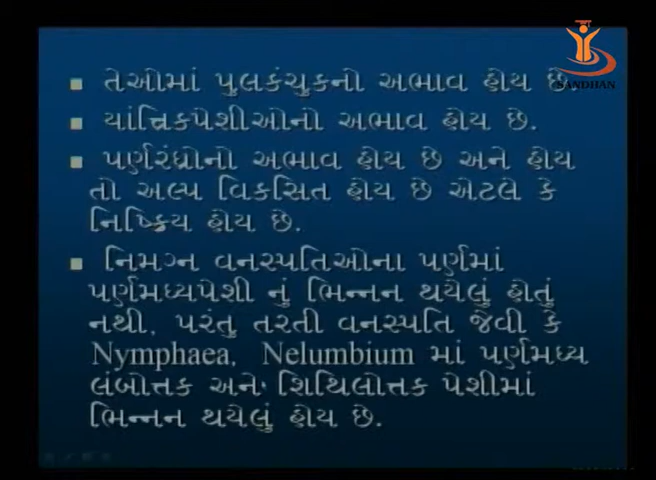 તેઓમાં પુલકંચુકનો અભાવ હોય છે
SANDHAN
યાંત્રિકપેશીઓનો અભાવ હોય છે.
પર્ણરંધ્રોનો અભાવ હોય છે અને હોય
તો અલ્પ વિકસિત હોય છે એટલે કે
નિષ્ક્રિય હોય છે.
નિમગ્ન વનસ્પતિઓના પર્ણમાં
પર્ણમધ્યપેશી નું ભિન્નન થયેલું હોતું
નથી. પરંતુ તરતી વનસ્પતિ જેવી કે
Nymphaea, Nelumbium માં પર્ણમધ્ય
લંબોત્તક અને શિથિલોત્તક પેશીમાં
ભિન્નન થયેલું હોય છે.